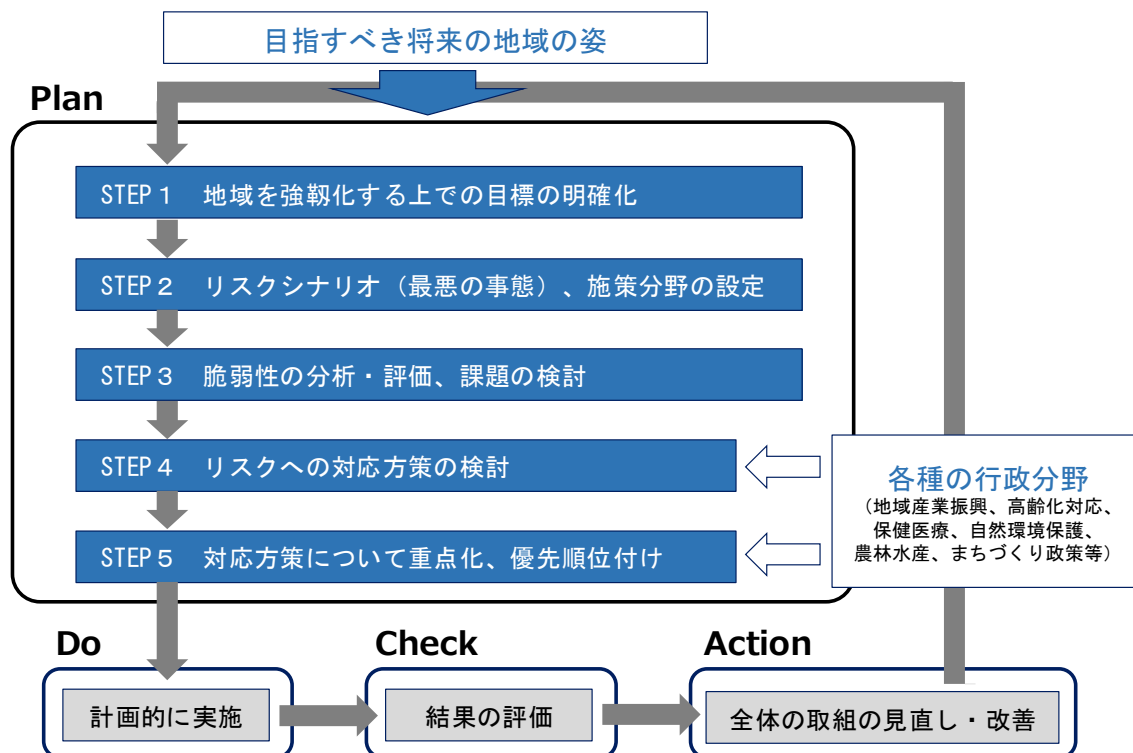 目指すべき将来の地域の姿
Plan
STEP１　地域を強靱化する上での目標の明確化
STEP２　リスクシナリオ（最悪の事態）、施策分野の設定
STEP３　脆弱性の分析・評価、課題の検討
STEP４　リスクへの対応方策の検討
STEP５　対応方策について重点化、優先順位付け
各種の行政分野
（地域産業振興、高齢化対応、
保健医療、自然環境保護、
農林水産、まちづくり政策等）
Do
計画的に実施
Check
結果の評価
Action
全体の取組の見直し・改善